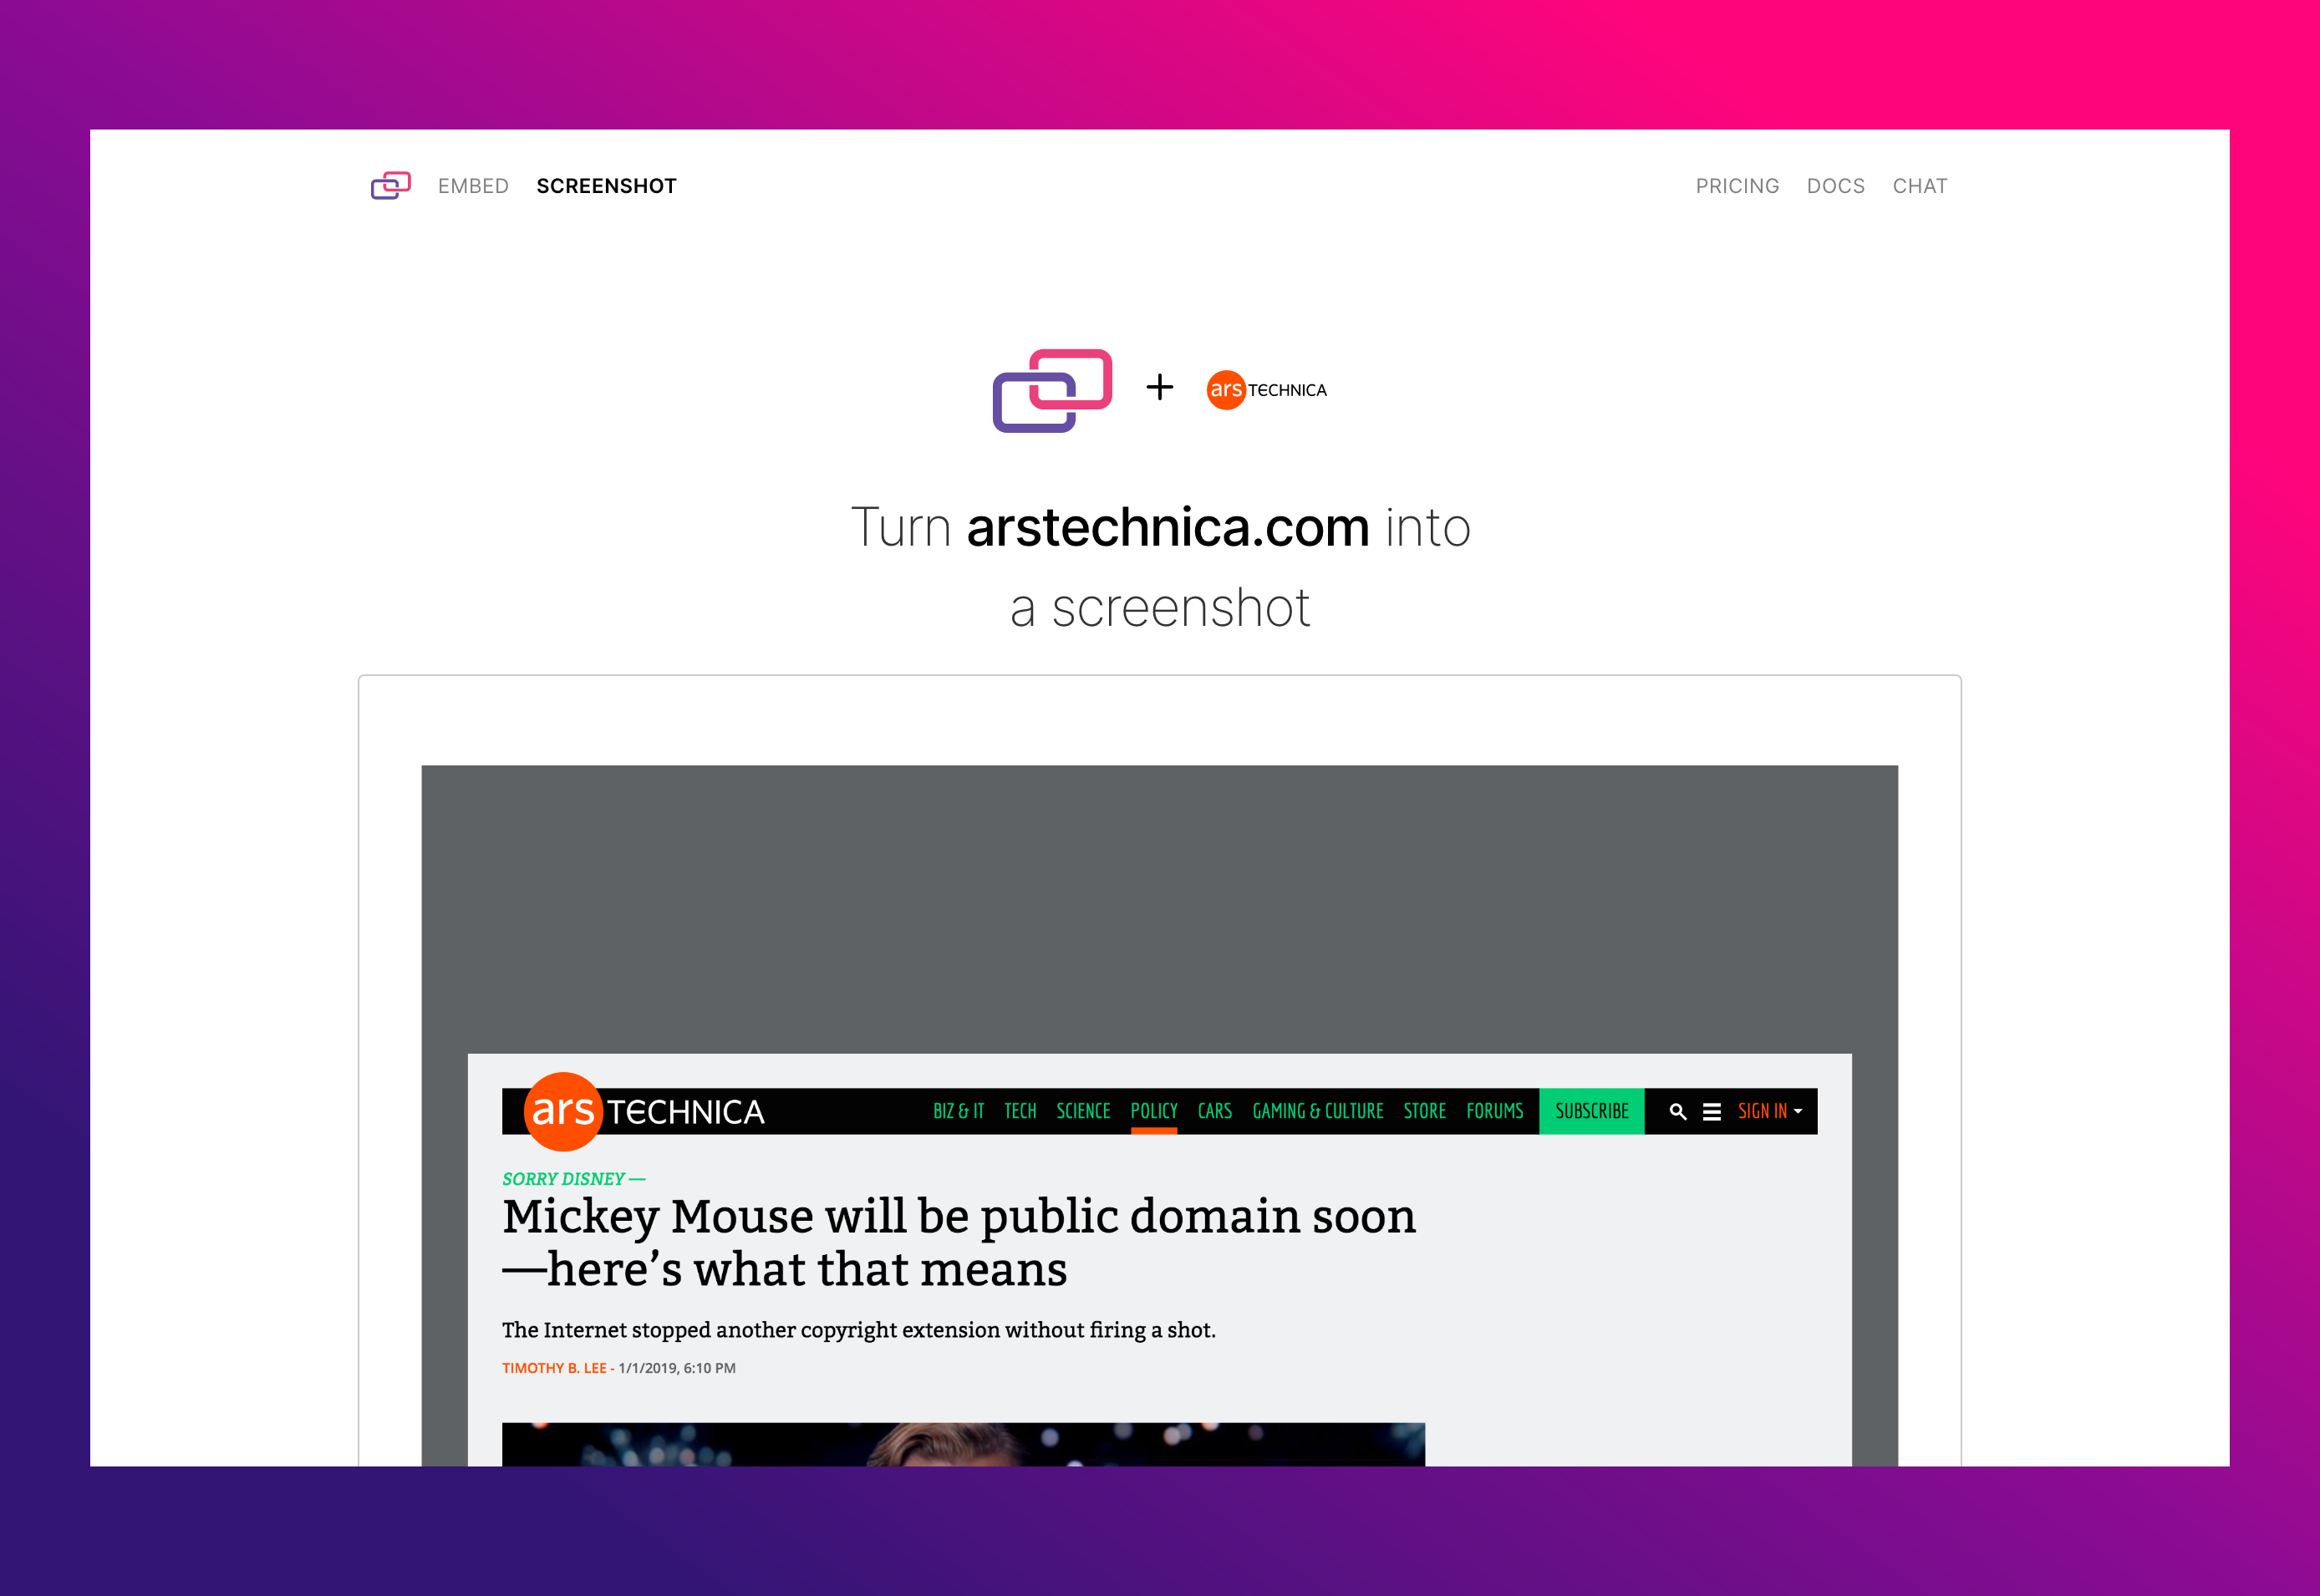 EMBED SCREENSHOT PRICING DOCS CHAT
+ ars TECHNICA
Turn arstechnica.com into
a screenshot
ars TECHNICA BIZ & IT TECH SCIENCE POLICY CARS GAMING & CULTURE STORE FORUMS SUBSCRIBE SIGN IN
SORRY DISNEY —
Mickey Mouse will be public domain soon
—here’s what that means
The Internet stopped another copyright extension without firing a shot.
TIMOTHY B. LEE - 1/1/2019, 6:10 PM